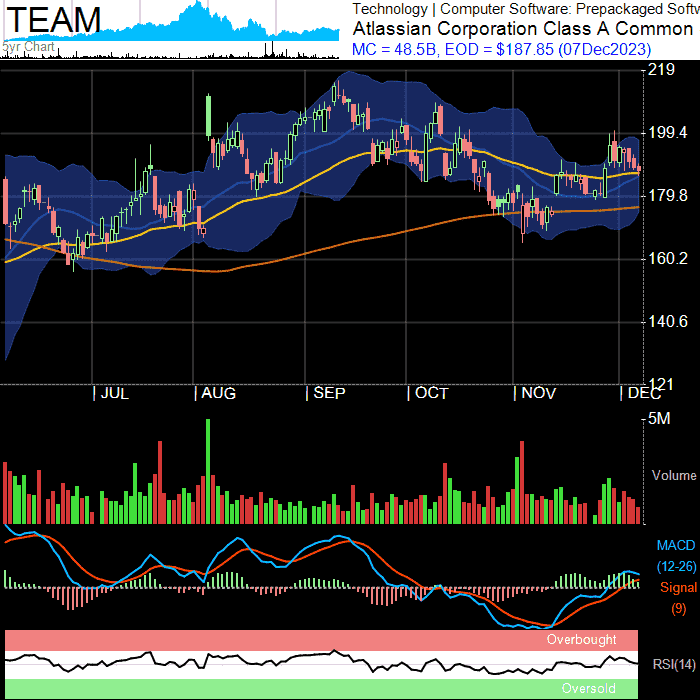 TEAM
5yr Chart
Technology | Computer Software: Prepackaged Softw
Atlassian Corporation Class A Common
MC = 48.5B, EOD = $187.85 (07Dec2023)
219
199.4
179.8
160.2
140.6
121
| JUL | AUG | SEP | OCT | NOV | DEC
5M
Volume
MACD
(12-26)
Signal
(9)
Overbought
RSI(14)
Oversold